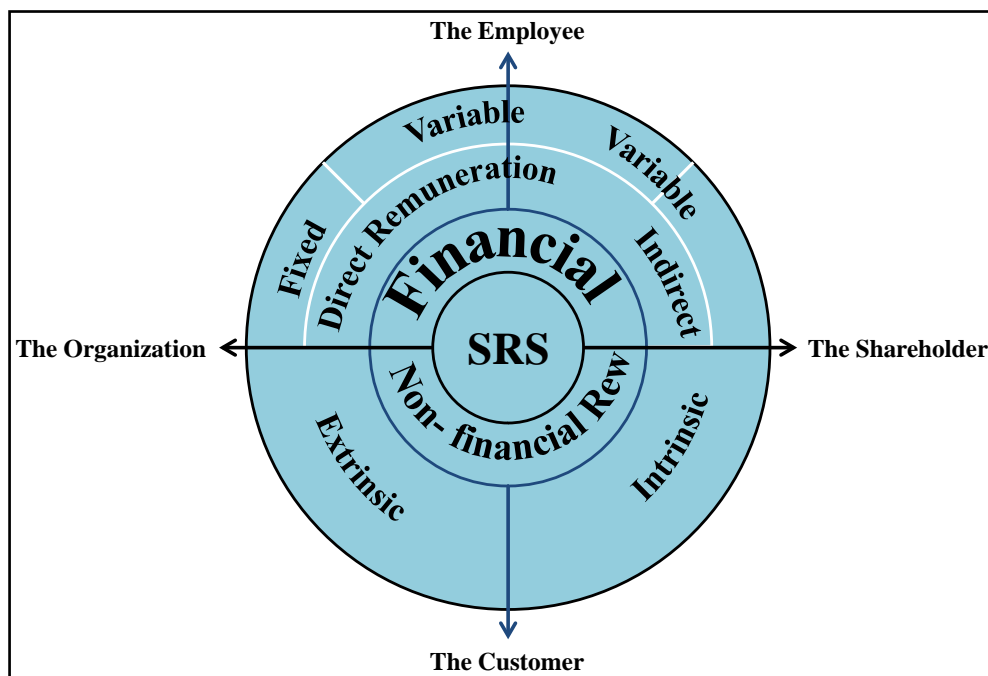 The Employee
Variable
Variable
Direct Remuneration
Fixed
Financial
Indirect
The Organization
SRS
The Shareholder
Non- financial Rew
Extrinsic
Intrinsic
The Customer